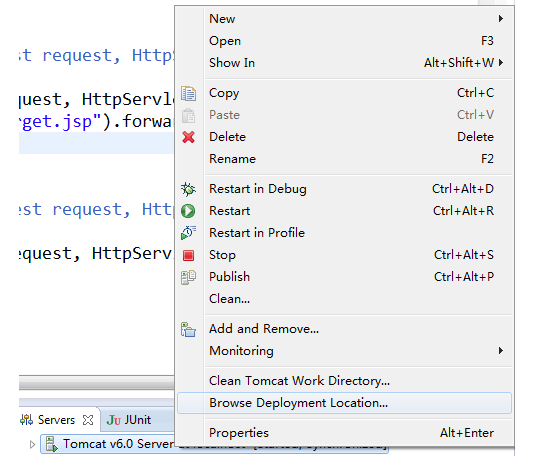 New
Open F3
Show In Alt+Shift+W
Copy Ctrl+C
Paste Ctrl+V
Delete Delete
Rename F2
Restart in Debug Ctrl+Alt+D
Restart Ctrl+Alt+R
Restart in Profile
Stop Ctrl+Alt+S
Publish Ctrl+Alt+P
Clean...
Add and Remove...
Monitoring
Clean Tomcat Work Directory...
Browse Deployment Location...
Properties Alt+Enter
st request, HttpS
quest, HttpServle
rget.jsp").forwa
est request, Htt
equest, HttpServ
Servers JUnit
Tomcat v6.0 Server